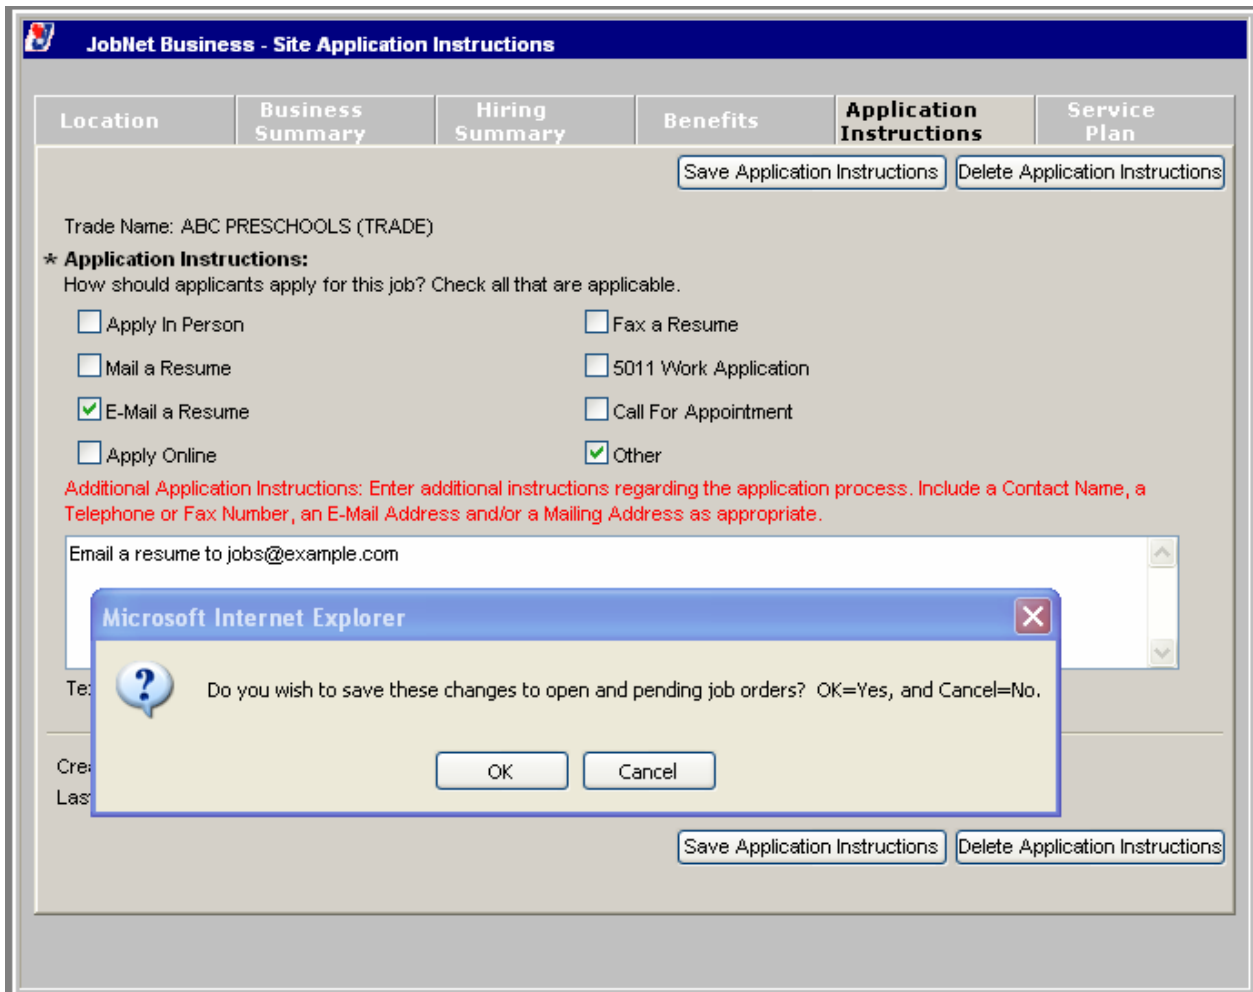 JobNet Business - Site Application Instructions
Location
Business Summary
Hiring Summary
Benefits
Application Instructions
Service Plan
Save Application Instructions Delete Application Instructions
Trade Name: ABC PRESCHOOLS (TRADE)
* Application Instructions:
How should applicants apply for this job? Check all that are applicable.
Apply In Person Fax a Resume
Mail a Resume 5011 Work Application
E-Mail a Resume Call For Appointment
Apply Online Other
Additional Application Instructions: Enter additional instructions regarding the application process. Include a Contact Name, a
Telephone or Fax Number, an E-Mail Address and/or a Mailing Address as appropriate.
Email a resume to jobs@example.com
Microsoft Internet Explorer
Do you wish to save these changes to open and pending job orders? OK=Yes, and Cancel=No.
OK Cancel
Save Application Instructions Delete Application Instructions